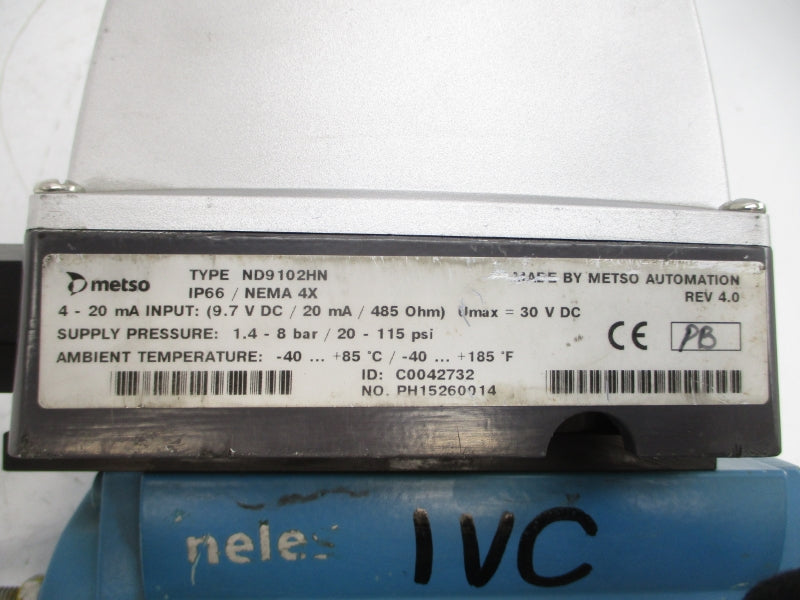 metso
TYPE ND9102HN
MADE BY METSO AUTOMATION
IP66 / NEMA 4X
REV 4.0
4 - 20 mA INPUT: (9.7 V DC / 20 mA / 485 Ohm) Umax = 30 V DC
SUPPLY PRESSURE: 1.4 - 8 bar / 20 - 115 psi
CE PB
AMBIENT TEMPERATURE: -40 ... +85 °C / -40 ... +185 °F
ID: C0042732
NO. PH15260014
neles
IVC